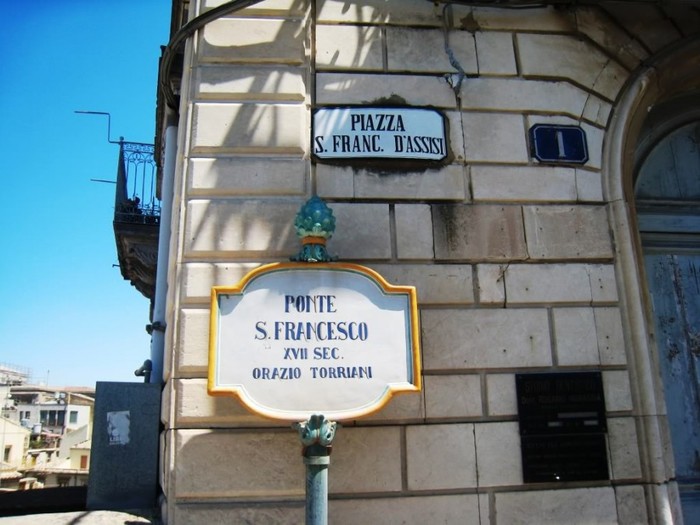 PIAZZA
S. FRANC. D'ASSISI
1
PONTE
S. FRANCESCO
XVII SEC.
ORAZIO TORRIANI